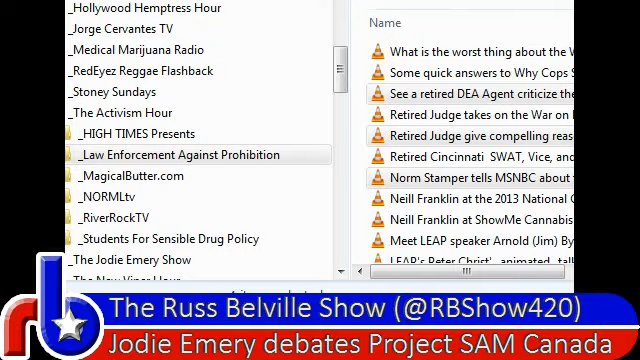 _Hollywood Hemptress Hour
_Jorge Cervantes TV
_Medical Marijuana Radio
_RedEyez Reggae Flashback
_Stoney Sundays
_The Activism Hour
_HIGH TIMES Presents
_Law Enforcement Against Prohibition
_MagicalButter.com
_NORMLtv
_RiverRockTV
_Students For Sensible Drug Policy
_The Jodie Emery Show
Name
What is the worst thing about the W
Some quick answers to Why Cops S
See a retired DEA Agent criticize the
Retired Judge takes on the War on
Retired Judge give compelling reas
Retired Cincinnati SWAT, Vice, and
Norm Stamper tells MSNBC about
Neill Franklin at the 2013 National
Neill Franklin at ShowMe Cannabis
Meet LEAP speaker Arnold (Jim) By
LEAP's Peter Christ', animated, talk
rb
The Russ Belville Show (@RBShow420)
Jodie Emery debates Project SAM Canada